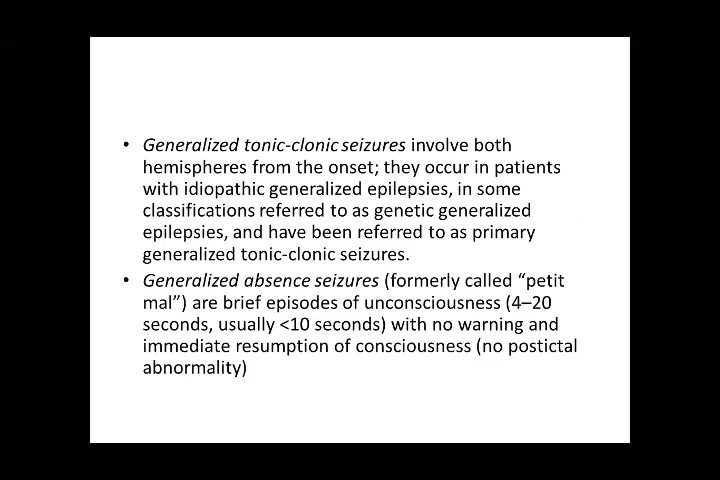 • Generalized tonic-clonic seizures involve both
hemispheres from the onset; they occur in patients
with idiopathic generalized epilepsies, in some
classifications referred to as genetic generalized
epilepsies, and have been referred to as primary
generalized tonic-clonic seizures.
• Generalized absence seizures (formerly called “petit
mal”) are brief episodes of unconsciousness (4–20
seconds, usually <10 seconds) with no warning and
immediate resumption of consciousness (no postictal
abnormality)